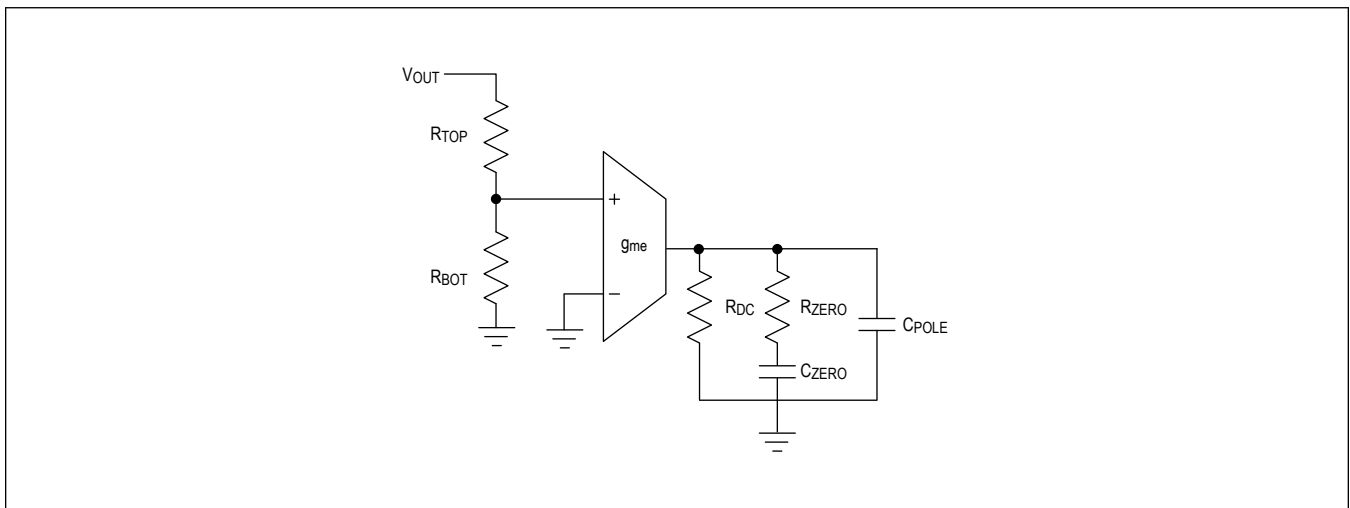 VOUT
RTOP
RBOT
+
gme
−
RDC
RZERO
CPOLE
CZERO